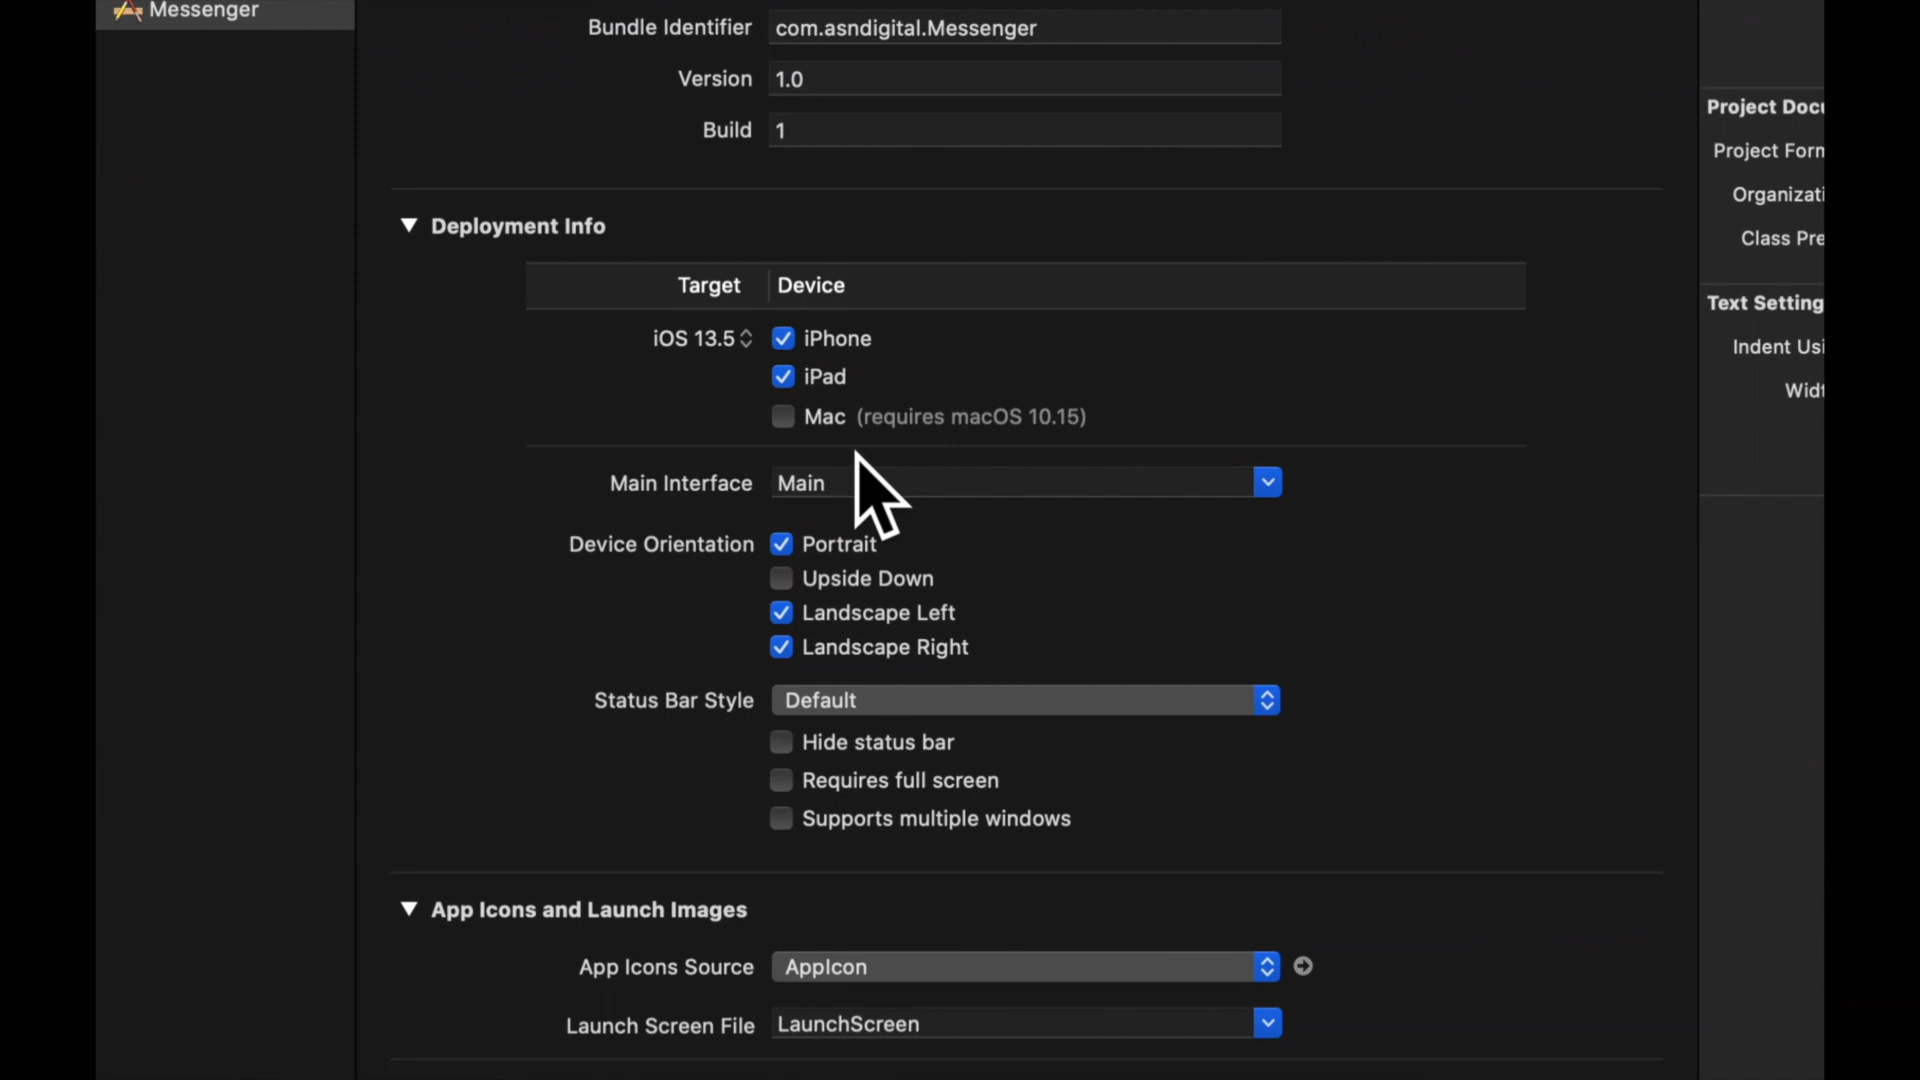 Messenger
Bundle Identifier com.asndigital.Messenger
Version 1.0
Build 1
Deployment Info
Target Device
iOS 13.5 iPhone
iPad
Mac (requires macOS 10.15)
Main Interface Main
Device Orientation Portrait
Upside Down
Landscape Left
Landscape Right
Status Bar Style Default
Hide status bar
Requires full screen
Supports multiple windows
App Icons and Launch Images
App Icons Source AppIcon
Launch Screen File LaunchScreen
Project Docu
Project Form
Organizati
Class Pre
Text Setting
Indent Usi
Widt